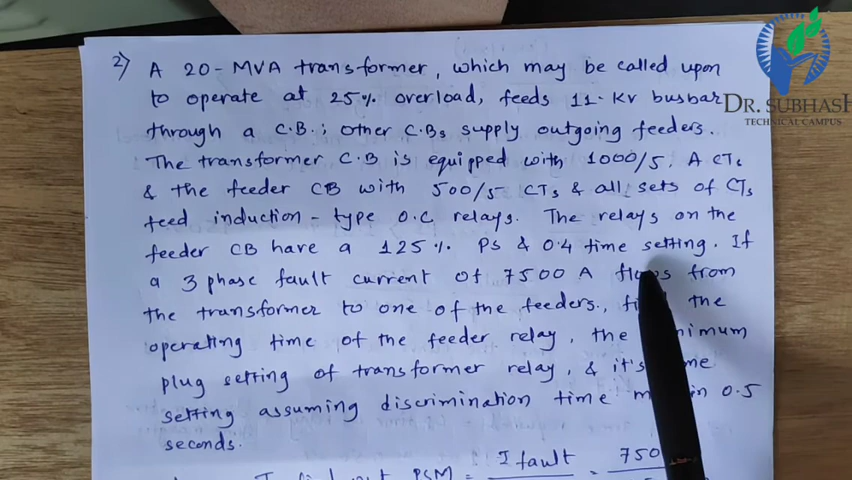 2) A 20-MVA transformer, which may be called upon
to operate at 25% overload, feeds 11-KV busbar
through a C.B.; other C.B.s supply outgoing feeders.
The transformer C.B is equipped with 1000/5, A CTs
& the feeder CB with 500/5 CTs & all sets of CTs
feed induction-type O.C relays. The relays on the
feeder CB have a 125% PS & 0.4 time setting. If
a 3 phase fault current of 7500 A from
the transformer to one of the feeders, the
operating time of the feeder relay, the
plug setting of transformer relay, & it's
setting assuming discrimination time 0.5
seconds.
PSM = I fault =
DR. SUBHASH
TECHNICAL CAMPUS